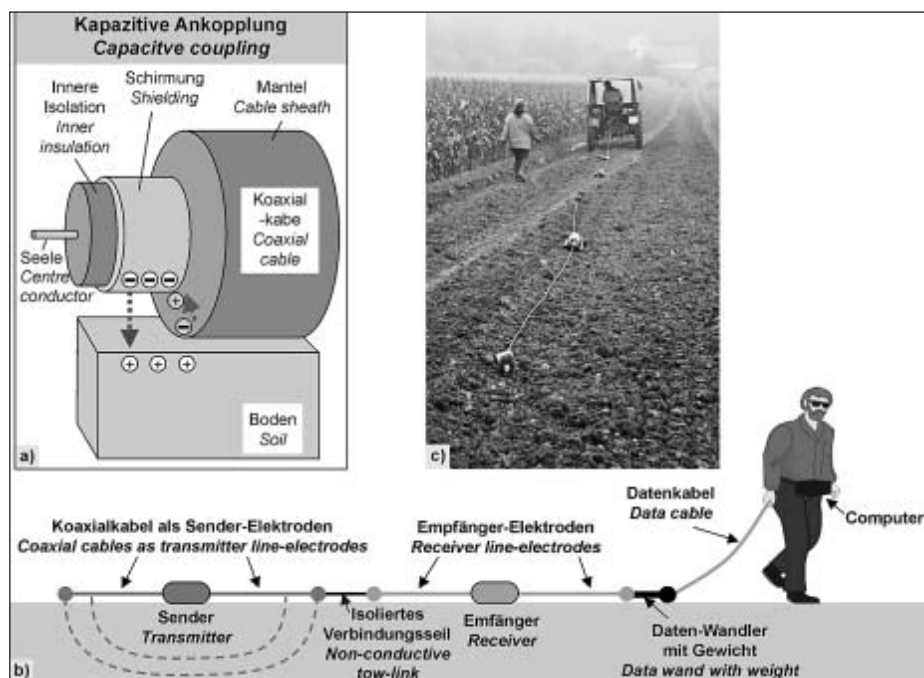 Kapazitive Ankopplung
Capacitve coupling
Innere
Isolation
Inner
insulation
Schirmung
Shielding
Mantel
Cable sheath
Koaxial
-kabe
Coaxial
cable
Seele
Centre
conductor
Boden
Soil
a)
c)
Koaxialkabel als Sender-Elektroden
Coaxial cables as transmitter line-electrodes
Empfänger-Elektroden
Receiver line-electrodes
Datenkabel
Data cable
Computer
Sender
Transmitter
Isoliertes
Verbindungsseil
Non-conductive
tow-link
Emfänger
Receiver
Daten-Wandler
mit Gewicht
Data wand with weight
b)